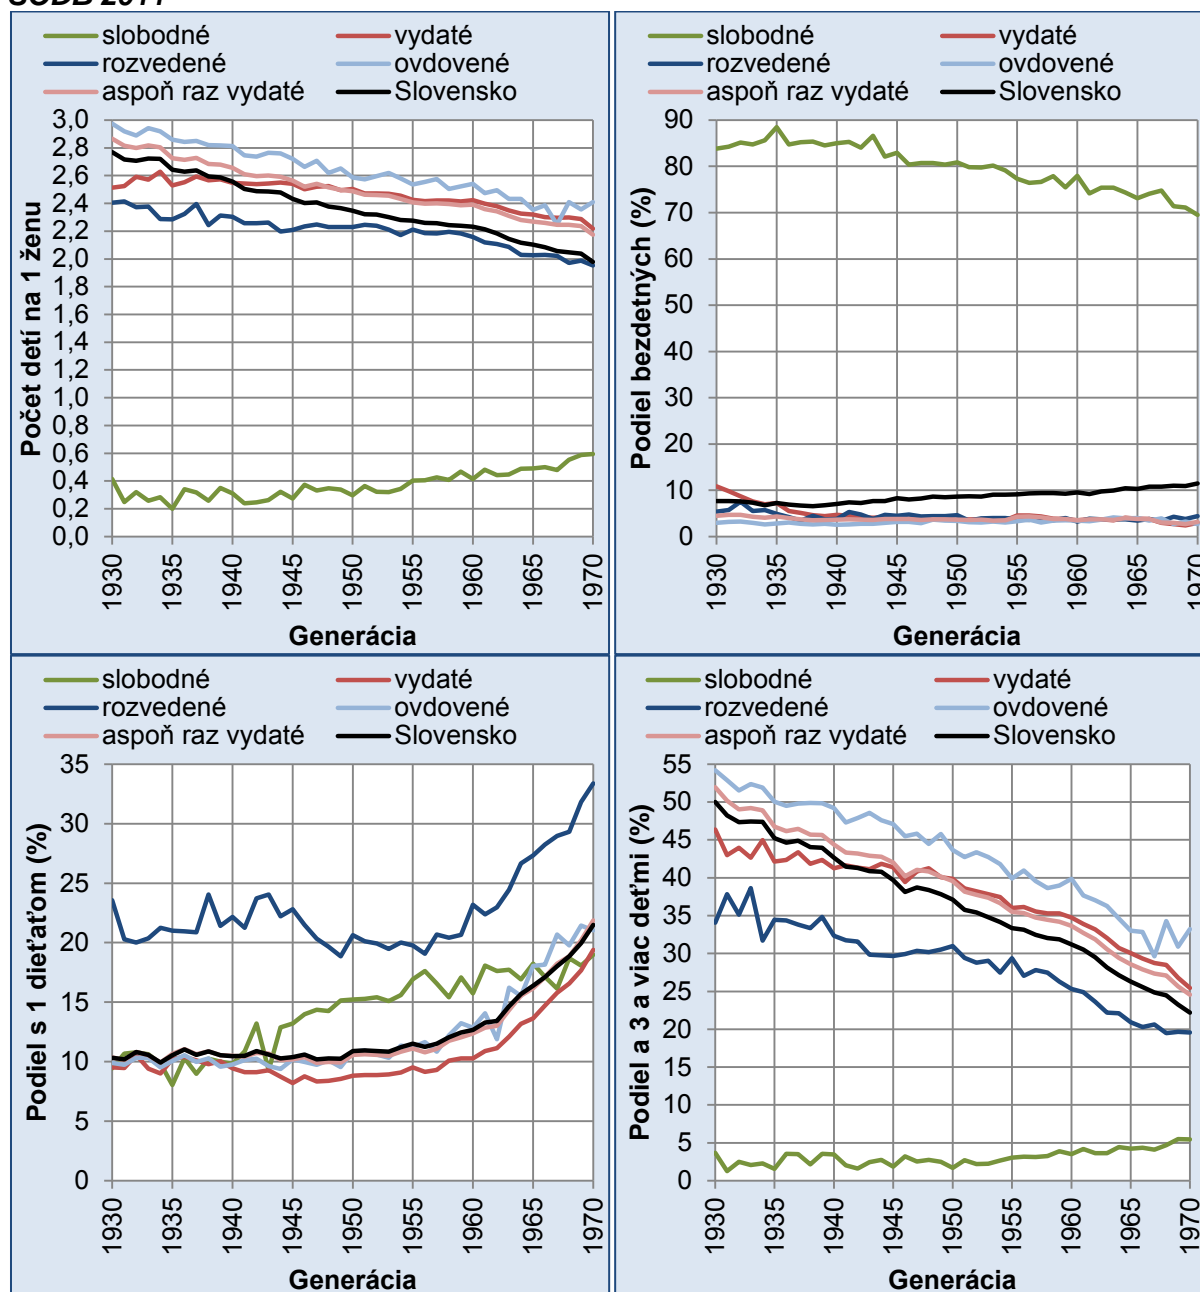 SODB 2011
slobodné vydaté
rozvedené ovdovené
aspoň raz vydaté Slovensko
Počet detí na 1 ženu
3,0
2,8
2,6
2,4
2,2
2,0
1,8
1,6
1,4
1,2
1,0
0,8
0,6
0,4
0,2
0,0
1930 1935 1940 1945 1950 1955 1960 1965 1970
Generácia
slobodné vydaté
rozvedené ovdovené
aspoň raz vydaté Slovensko
Podiel bezdetných (%)
90
80
70
60
50
40
30
20
10
0
1930 1935 1940 1945 1950 1955 1960 1965 1970
Generácia
slobodné vydaté
rozvedené ovdovené
aspoň raz vydaté Slovensko
Podiel s 1 dieťaťom (%)
35
30
25
20
15
10
5
0
1930 1935 1940 1945 1950 1955 1960 1965 1970
Generácia
slobodné vydaté
rozvedené ovdovené
aspoň raz vydaté Slovensko
Podiel a 3 a viac deťmi (%)
55
50
45
40
35
30
25
20
15
10
5
0
1930 1935 1940 1945 1950 1955 1960 1965 1970
Generácia